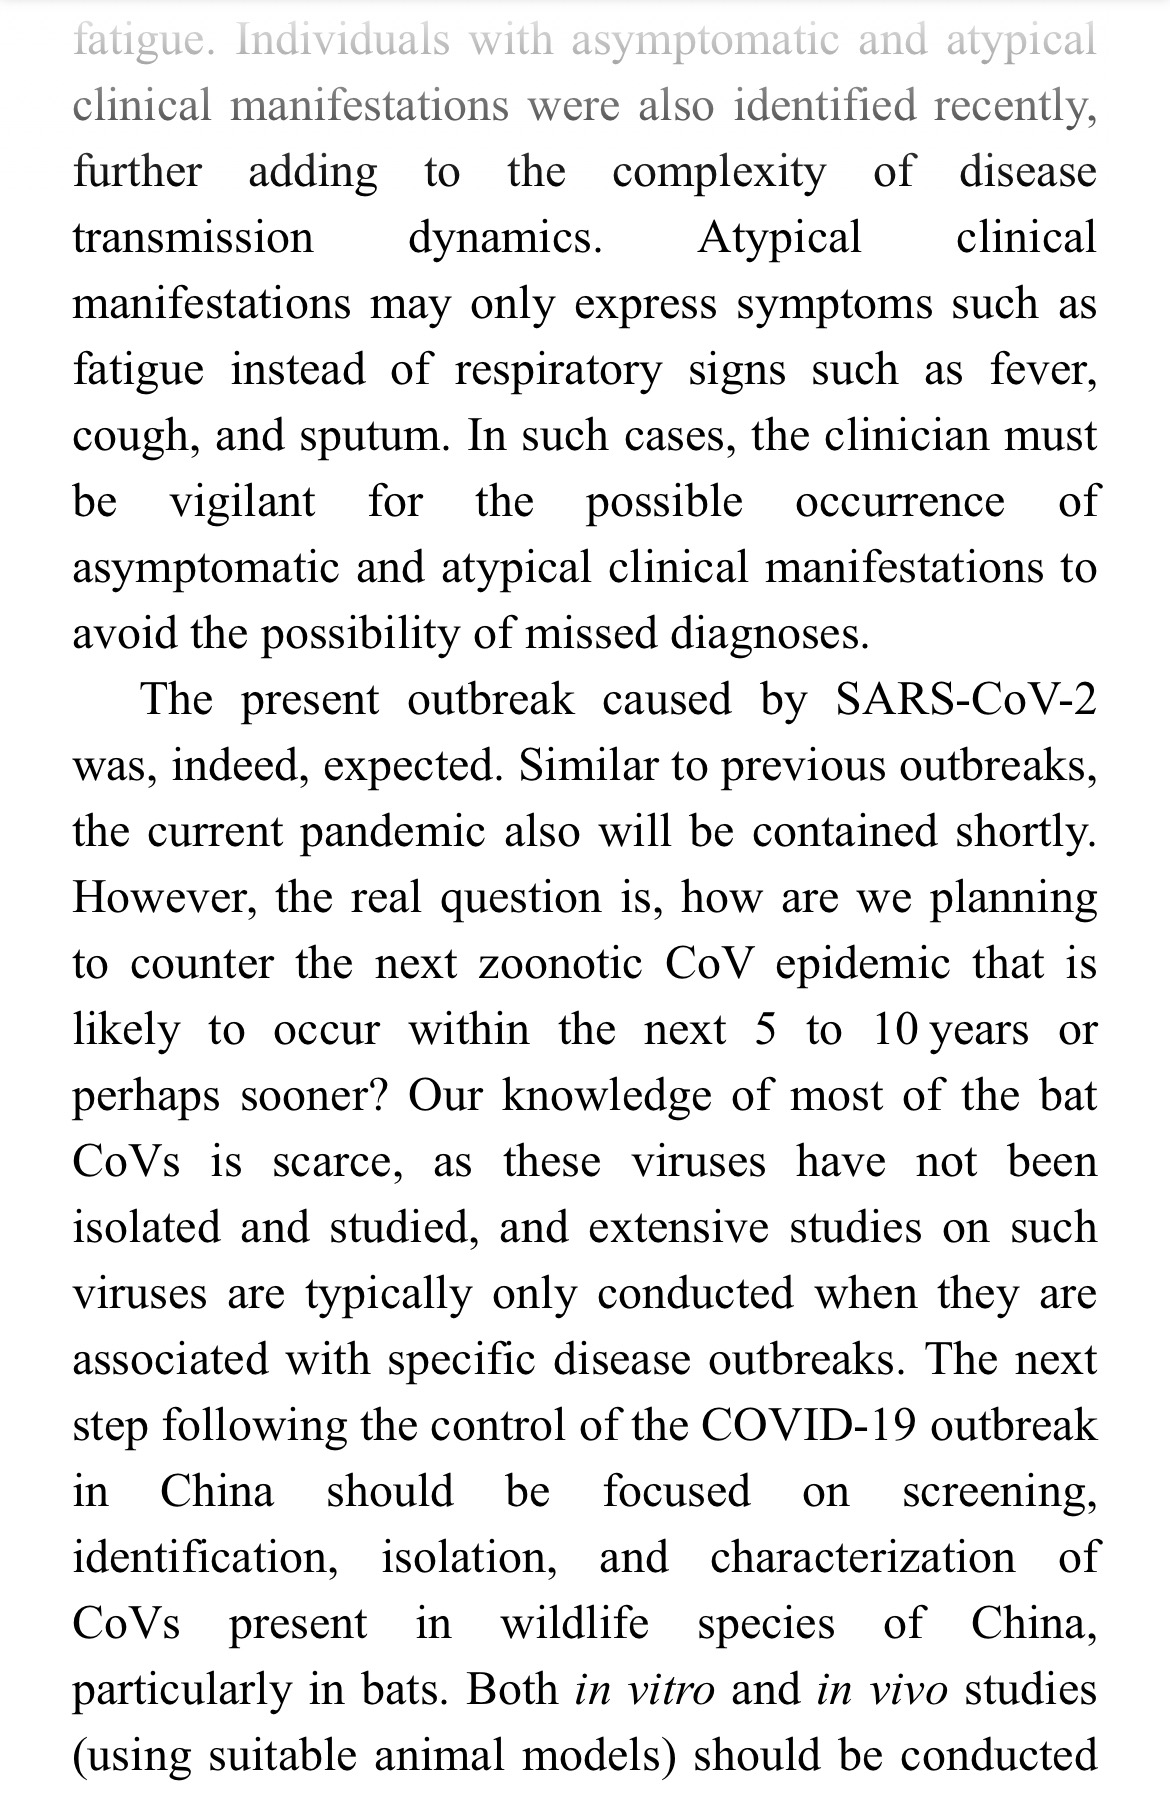 fatigue. Individuals with asymptomatic and atypical
clinical manifestations were also identified recently,
further adding to the complexity of disease
transmission dynamics. Atypical clinical
manifestations may only express symptoms such as
fatigue instead of respiratory signs such as fever,
cough, and sputum. In such cases, the clinician must
be vigilant for the possible occurrence of
asymptomatic and atypical clinical manifestations to
avoid the possibility of missed diagnoses.
The present outbreak caused by SARS-CoV-2
was, indeed, expected. Similar to previous outbreaks,
the current pandemic also will be contained shortly.
However, the real question is, how are we planning
to counter the next zoonotic CoV epidemic that is
likely to occur within the next 5 to 10 years or
perhaps sooner? Our knowledge of most of the bat
CoVs is scarce, as these viruses have not been
isolated and studied, and extensive studies on such
viruses are typically only conducted when they are
associated with specific disease outbreaks. The next
step following the control of the COVID-19 outbreak
in China should be focused on screening,
identification, isolation, and characterization of
CoVs present in wildlife species of China,
particularly in bats. Both in vitro and in vivo studies
(using suitable animal models) should be conducted